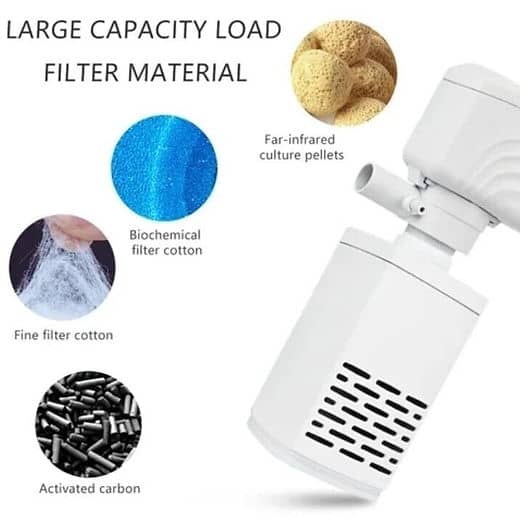 LARGE CAPACITY LOAD
FILTER MATERIAL
Far-infrared
culture pellets
Biochemical
filter cotton
Fine filter cotton
Activated carbon